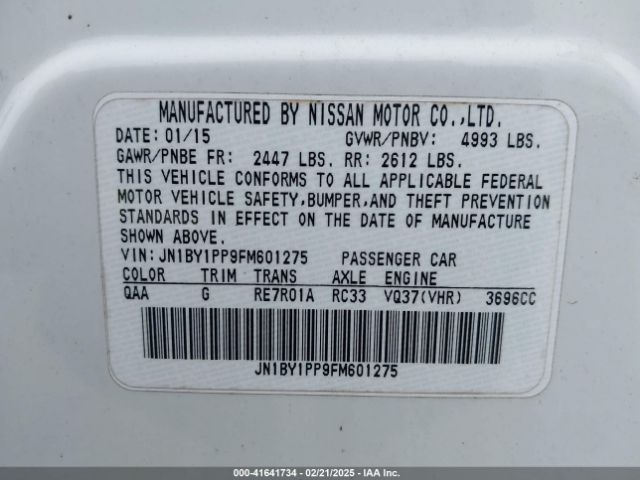 MANUFACTURED BY NISSAN MOTOR CO.,LTD.
DATE: 01/15 GVWR/PNBV: 4993 LBS.
GAWR/PNBE FR: 2447 LBS. RR: 2612 LBS.
THIS VEHICLE CONFORMS TO ALL APPLICABLE FEDERAL
MOTOR VEHICLE SAFETY,BUMPER,AND THEFT PREVENTION
STANDARDS IN EFFECT ON THE DATE OF MANUFACTURE
SHOWN ABOVE.
VIN:JN1BY1PP9FM601275 PASSENGER CAR
COLOR TRIM TRANS AXLE ENGINE
QAA G RE7R01A RC33 VQ37(VHR) 3696CC
JN1BY1PP9FM601275
000-41641734 - 02/21/2025 - IAA Inc.